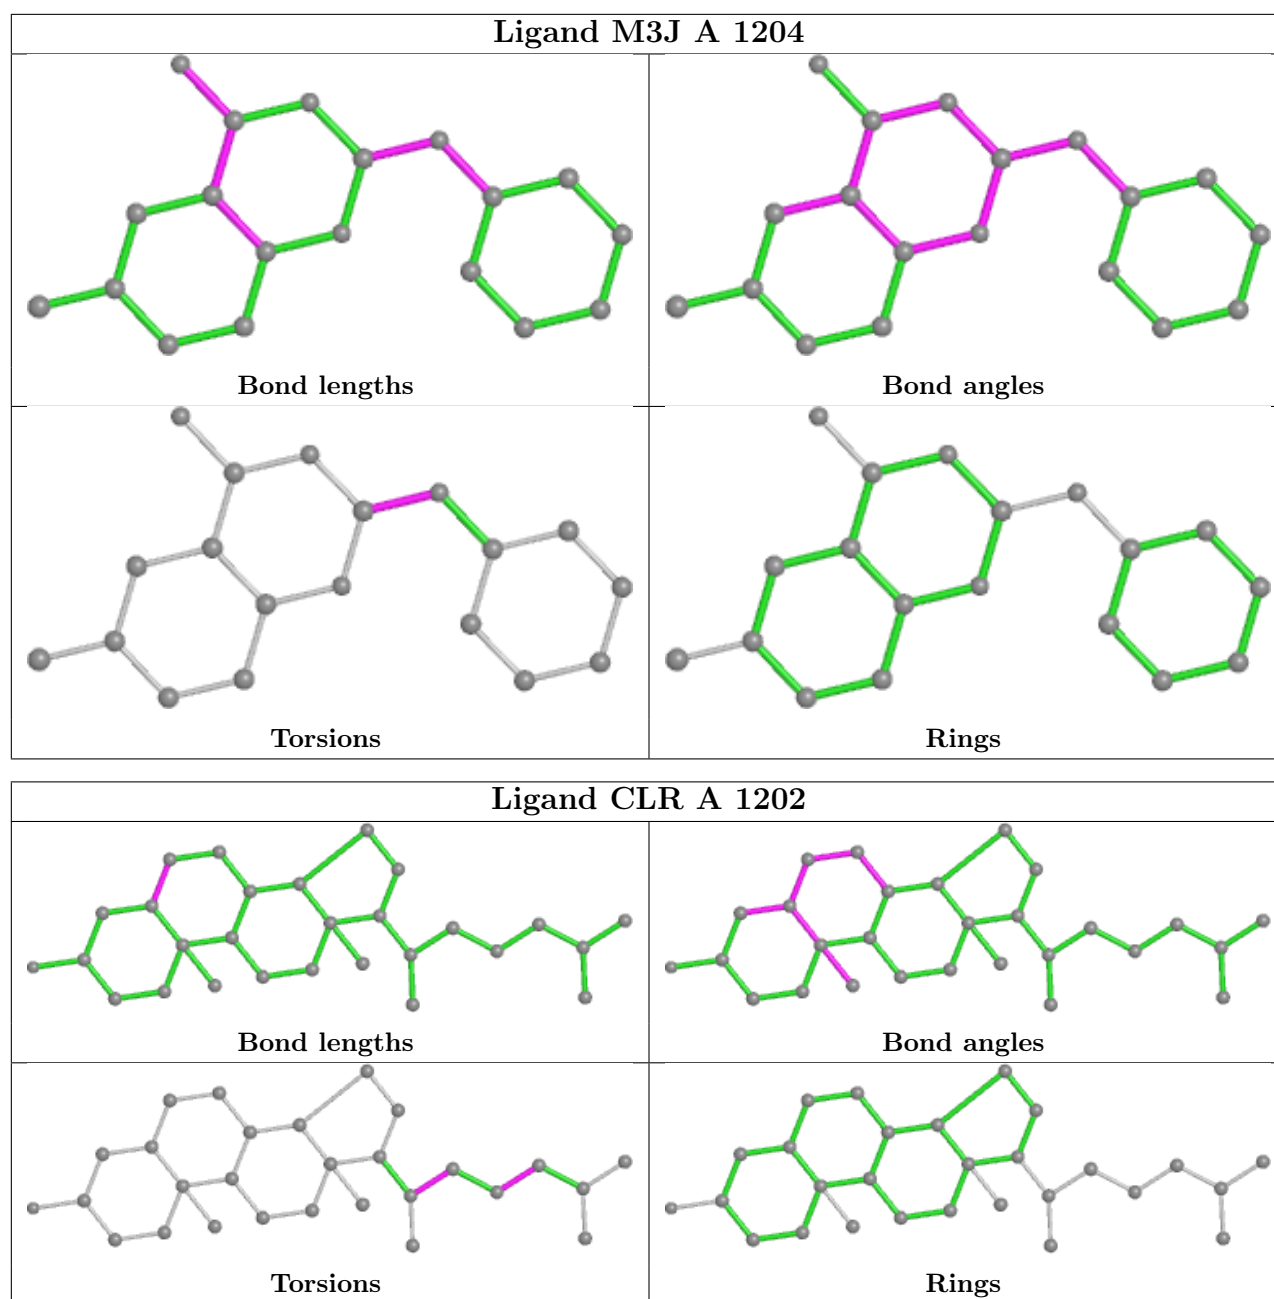 Ligand M3J A 1204
Bond lengths
Bond angles
Torsions
Rings
Ligand CLR A 1202
Bond lengths
Bond angles
Torsions
Rings